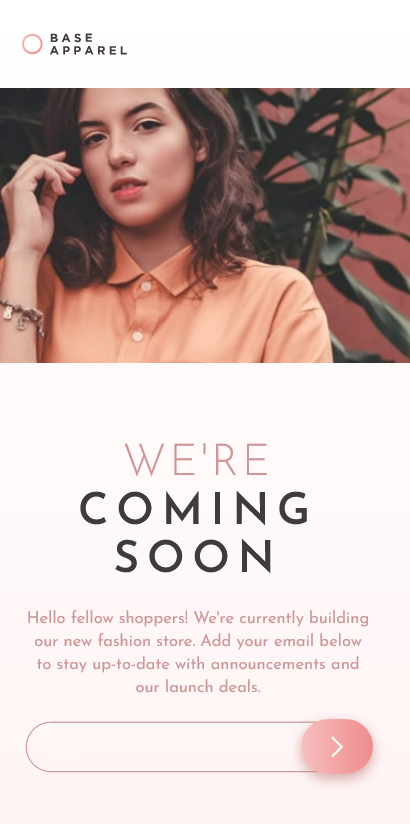 BASE
APPAREL
WE'RE
COMING
SOON
Hello fellow shoppers! We're currently building
our new fashion store. Add your email below
to stay up-to-date with announcements and
our launch deals.